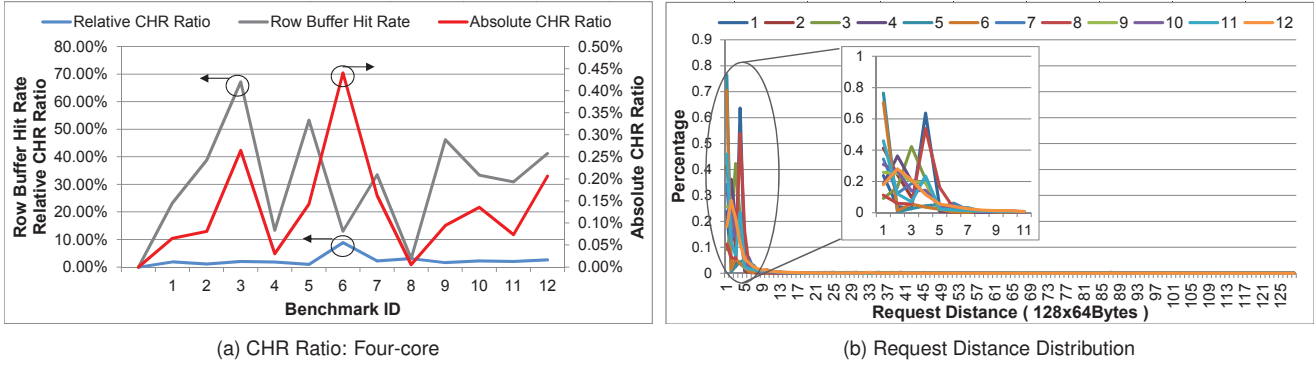 Relative CHR Ratio Row Buffer Hit Rate Absolute CHR Ratio
80.00%
70.00%
60.00%
50.00%
40.00%
30.00%
20.00%
10.00%
0.00%
Row Buffer Hit Rate
Relative CHR Ratio
0.50%
0.45%
0.40%
0.35%
0.30%
0.25%
0.20%
0.15%
0.10%
0.05%
0.00%
Absolute CHR Ratio
1 2 3 4 5 6 7 8 9 10 11 12
Benchmark ID
(a) CHR Ratio: Four-core
1 2 3 4 5 6 7 8 9 10 11 12
0.9
0.8
0.7
0.6
0.5
0.4
0.3
0.2
0.1
0
Percentage
1
0.8
0.6
0.4
0.2
0
1 3 5 7 9 11
1 5 9 13 17 21 25 29 33 37 41 45 49 53 57 61 65 69 73 77 81 85 89 93 97 101 105 109 113 117 121 125
Request Distance ( 128x64Bytes )
(b) Request Distance Distribution